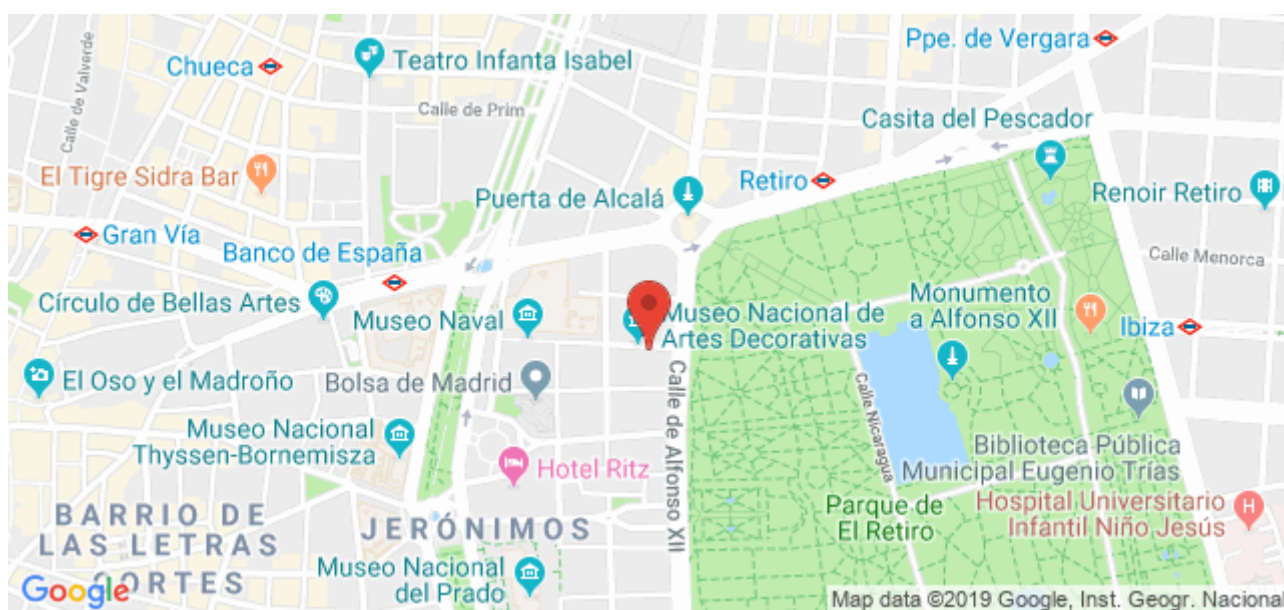 Ppe. de Vergara
Teatro Infanta Isabel
Chueca
Calle de Valverde
Calle de Prim
Casita del Pescador
El Tigre Sidra Bar
Retiro
Puerta de Alcalá
Renoir Retiro
Gran Vía
Banco de España
Calle Menorca
Círculo de Bellas Artes
Museo Naval
Museo Nacional de
Artes Decorativas
Monumento
a Alfonso XII
Ibiza
El Oso y el Madroño
Bolsa de Madrid
Calle de Alfonso XII
Calle Nicaragua
Museo Nacional
Thyssen-Bornemisza
Hotel Ritz
Biblioteca Pública
Municipal Eugenio Trías
Parque de
El Retiro
Hospital Universitario
Infantil Niño Jesús
H
BARRIO DE
LAS LETRAS
JERÓNIMOS
CORTES
Museo Nacional
del Prado
Google
Map data ©2019 Google, Inst. Geogr. Naciona